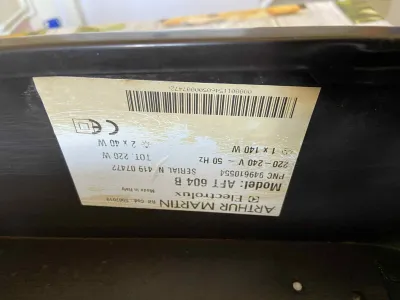 ARTHUR MARTIN
Electrolux
Made in Italy
Model: AFT 604 B
PNC 949610554
SERIAL N 419 07477
220-240 V ~ 50 Hz
1 x 140 W
TOT 220 W
2 x 40 W
CE